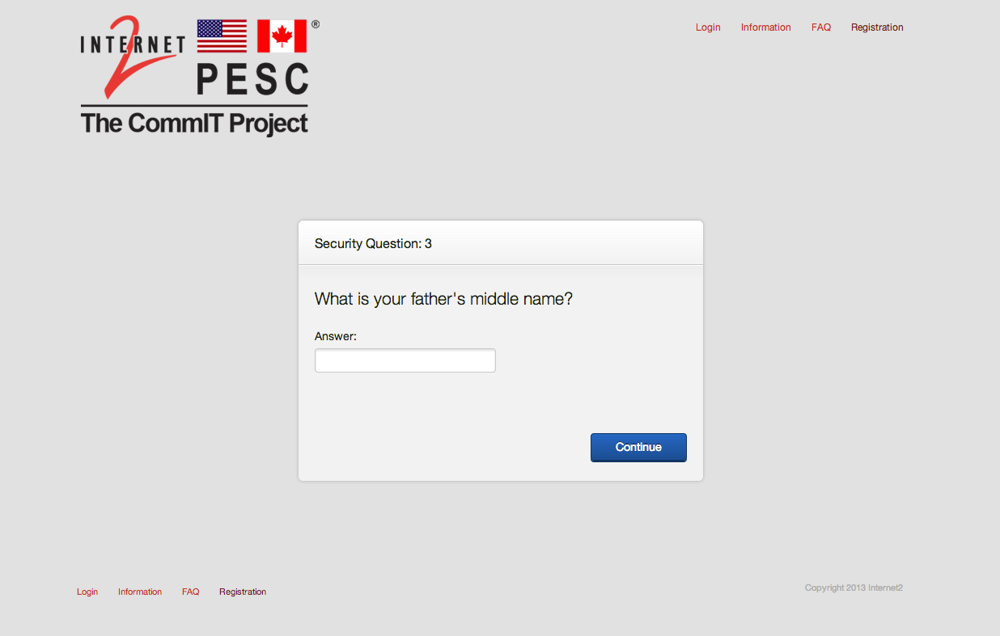 INTERNET
2
®
PESC
The CommIT Project
Login Information FAQ Registration
Security Question: 3
What is your father's middle name?
Answer:
Continue
Login Information FAQ Registration
Copyright 2013 Internet2